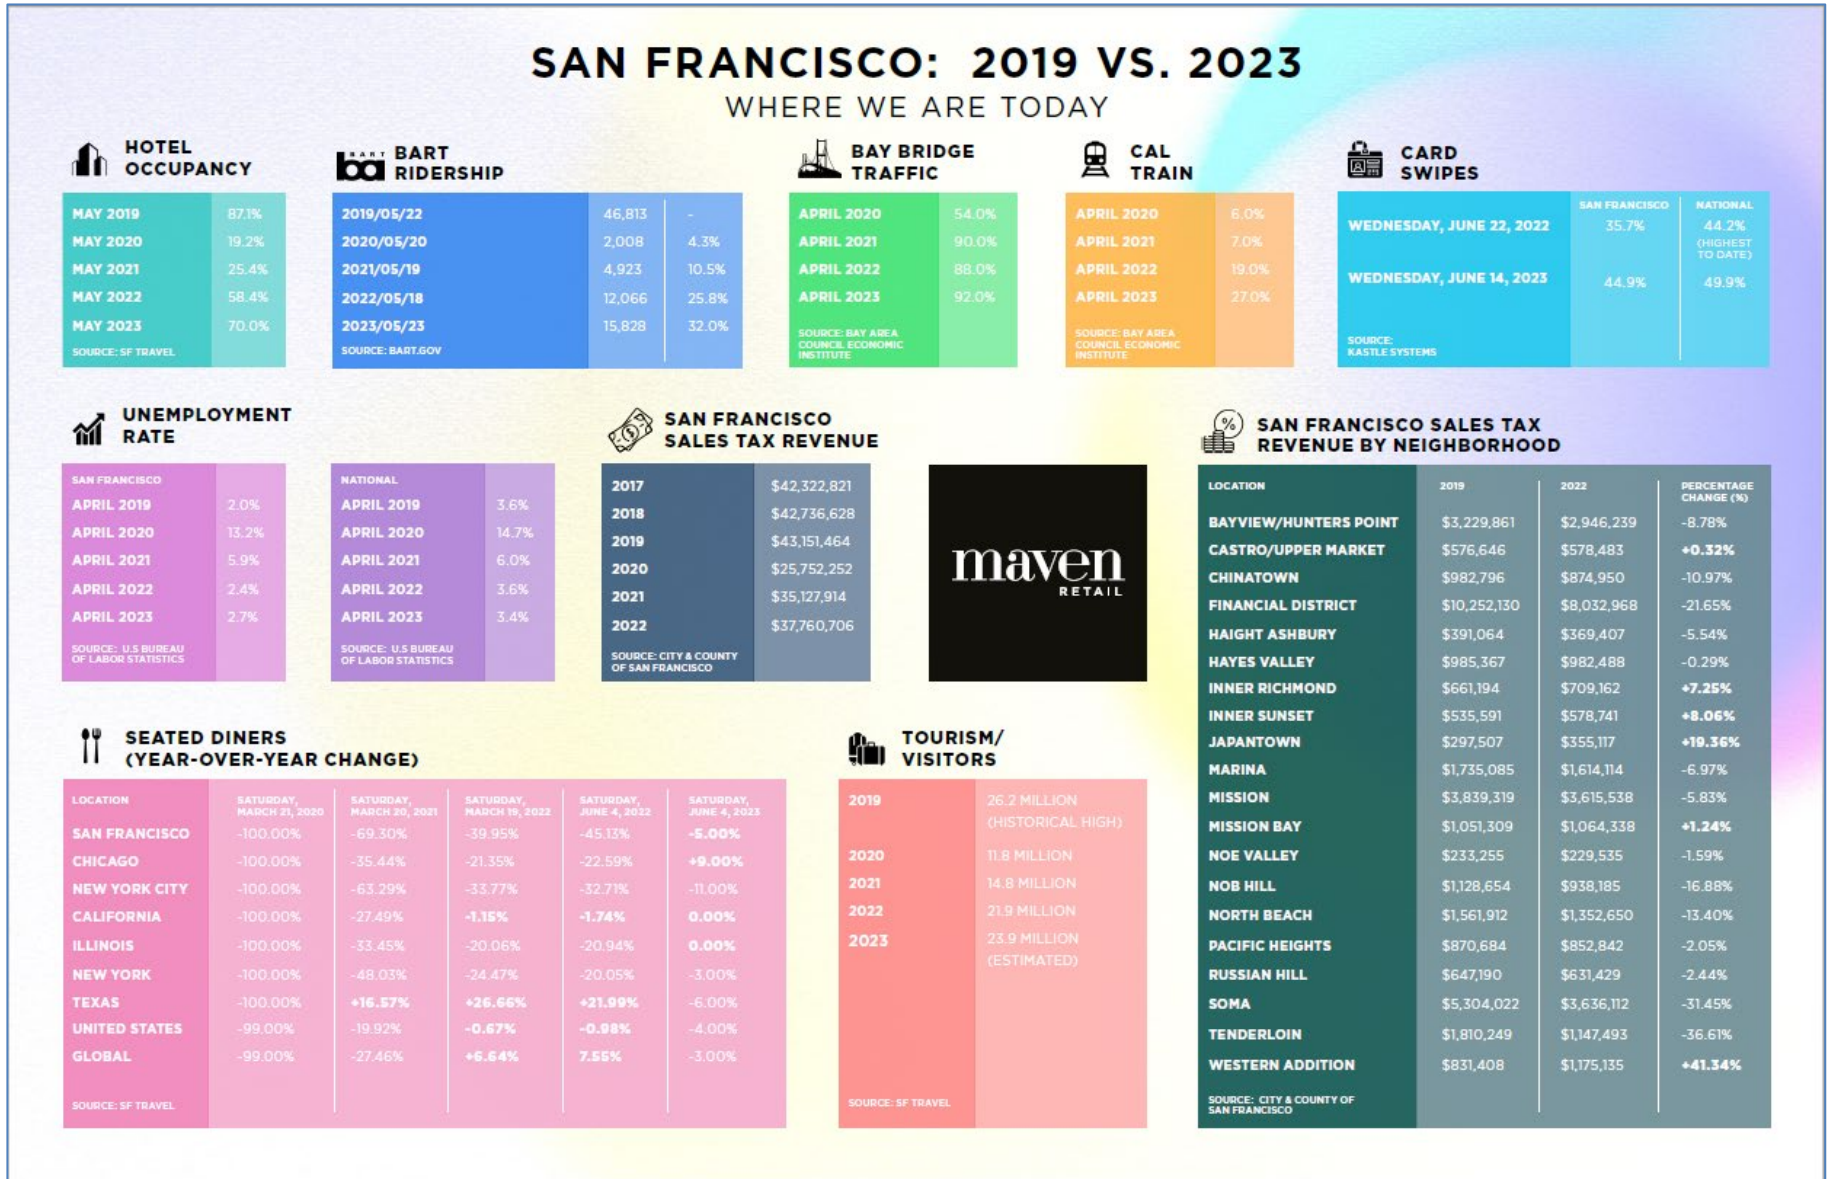 SAN FRANCISCO: 2019 VS. 2023
WHERE WE ARE TODAY
HOTEL
OCCUPANCY
MAY 2019 87.1%
MAY 2020 19.2%
MAY 2021 25.4%
MAY 2022 58.4%
MAY 2023 70.0%
SOURCE: SF TRAVEL
BART
ba
BART
RIDERSHIP
2019/05/22 46,813 -
2020/05/20 2,008 4.3%
2021/05/19 4,923 10.5%
2022/05/18 12,066 25.8%
2023/05/23 15,828 32.0%
SOURCE: BART.GOV
BAY BRIDGE
TRAFFIC
APRIL 2020 54.0%
APRIL 2021 90.0%
APRIL 2022 88.0%
APRIL 2023 92.0%
SOURCE: BAY AREA
COUNCIL ECONOMIC
INSTITUTE
CAL
TRAIN
APRIL 2020 6.0%
APRIL 2021 7.0%
APRIL 2022 19.0%
APRIL 2023 27.0%
SOURCE: BAY AREA
COUNCIL ECONOMIC
INSTITUTE
CARD
SWIPES
SAN FRANCISCO NATIONAL
WEDNESDAY, JUNE 22, 2022 35.7% 44.2%
(HIGHEST
TO DATE)
WEDNESDAY, JUNE 14, 2023 44.9% 49.9%
SOURCE:
KASTLE SYSTEMS
UNEMPLOYMENT
RATE
SAN FRANCISCO
APRIL 2019 2.0%
APRIL 2020 13.2%
APRIL 2021 5.9%
APRIL 2022 2.4%
APRIL 2023 2.7%
SOURCE: U.S BUREAU
OF LABOR STATISTICS
NATIONAL
APRIL 2019 3.6%
APRIL 2020 14.7%
APRIL 2021 6.0%
APRIL 2022 3.6%
APRIL 2023 3.4%
SOURCE: U.S BUREAU
OF LABOR STATISTICS
SAN FRANCISCO
SALES TAX REVENUE
2017 $42,322,821
2018 $42,736,628
2019 $43,151,464
2020 $25,752,252
2021 $35,127,914
2022 $37,760,706
SOURCE: CITY & COUNTY
OF SAN FRANCISCO
maven
RETAIL
SAN FRANCISCO SALES TAX
REVENUE BY NEIGHBORHOOD
LOCATION 2019 2022 PERCENTAGE
CHANGE (%)
BAYVIEW/HUNTERS POINT $3,229,861 $2,946,239 -8.78%
CASTRO/UPPER MARKET $576,646 $578,483 +0.32%
CHINATOWN $982,796 $874,950 -10.97%
FINANCIAL DISTRICT $10,252,130 $8,032,968 -21.65%
HAIGHT ASHBURY $391,064 $369,407 -5.54%
HAYES VALLEY $985,367 $982,488 -0.29%
INNER RICHMOND $661,194 $709,162 +7.25%
INNER SUNSET $535,591 $578,741 +8.06%
JAPANTOWN $297,507 $355,117 +19.36%
MARINA $1,735,085 $1,614,114 -6.97%
MISSION $3,839,319 $3,615,538 -5.83%
MISSION BAY $1,051,309 $1,064,338 +1.24%
NOE VALLEY $233,255 $229,535 -1.59%
NOB HILL $1,128,654 $938,185 -16.88%
NORTH BEACH $1,561,912 $1,352,650 -13.40%
PACIFIC HEIGHTS $870,684 $852,842 -2.05%
RUSSIAN HILL $647,190 $631,429 -2.44%
SOMA $5,304,022 $3,636,112 -31.45%
TENDERLOIN $1,810,249 $1,147,493 -36.61%
WESTERN ADDITION $831,408 $1,175,135 +41.34%
SOURCE: CITY & COUNTY OF
SAN FRANCISCO
SEATED DINERS
(YEAR-OVER-YEAR CHANGE)
LOCATION SATURDAY, MARCH 21, 2020 SATURDAY, MARCH 20, 2021 SATURDAY, MARCH 19, 2022 SATURDAY, JUNE 4, 2022 SATURDAY, JUNE 4, 2023
SAN FRANCISCO -100.00% -69.30% -39.95% -45.13% -5.00%
CHICAGO -100.00% -35.44% -21.35% -22.59% +9.00%
NEW YORK CITY -100.00% -63.29% -33.77% -32.71% -11.00%
CALIFORNIA -100.00% -27.49% -1.15% -1.74% 0.00%
ILLINOIS -100.00% -33.45% -20.06% -20.94% 0.00%
NEW YORK -100.00% -48.03% -24.47% -20.05% -3.00%
TEXAS -100.00% +16.57% +26.66% +21.99% -6.00%
UNITED STATES -99.00% -19.92% -0.67% -0.98% -4.00%
GLOBAL -99.00% -27.46% +6.64% 7.55% -3.00%
SOURCE: SF TRAVEL
TOURISM/
VISITORS
2019 26.2 MILLION
(HISTORICAL HIGH)
2020 11.8 MILLION
2021 14.8 MILLION
2022 21.9 MILLION
2023 23.9 MILLION
(ESTIMATED)
SOURCE: SF TRAVEL